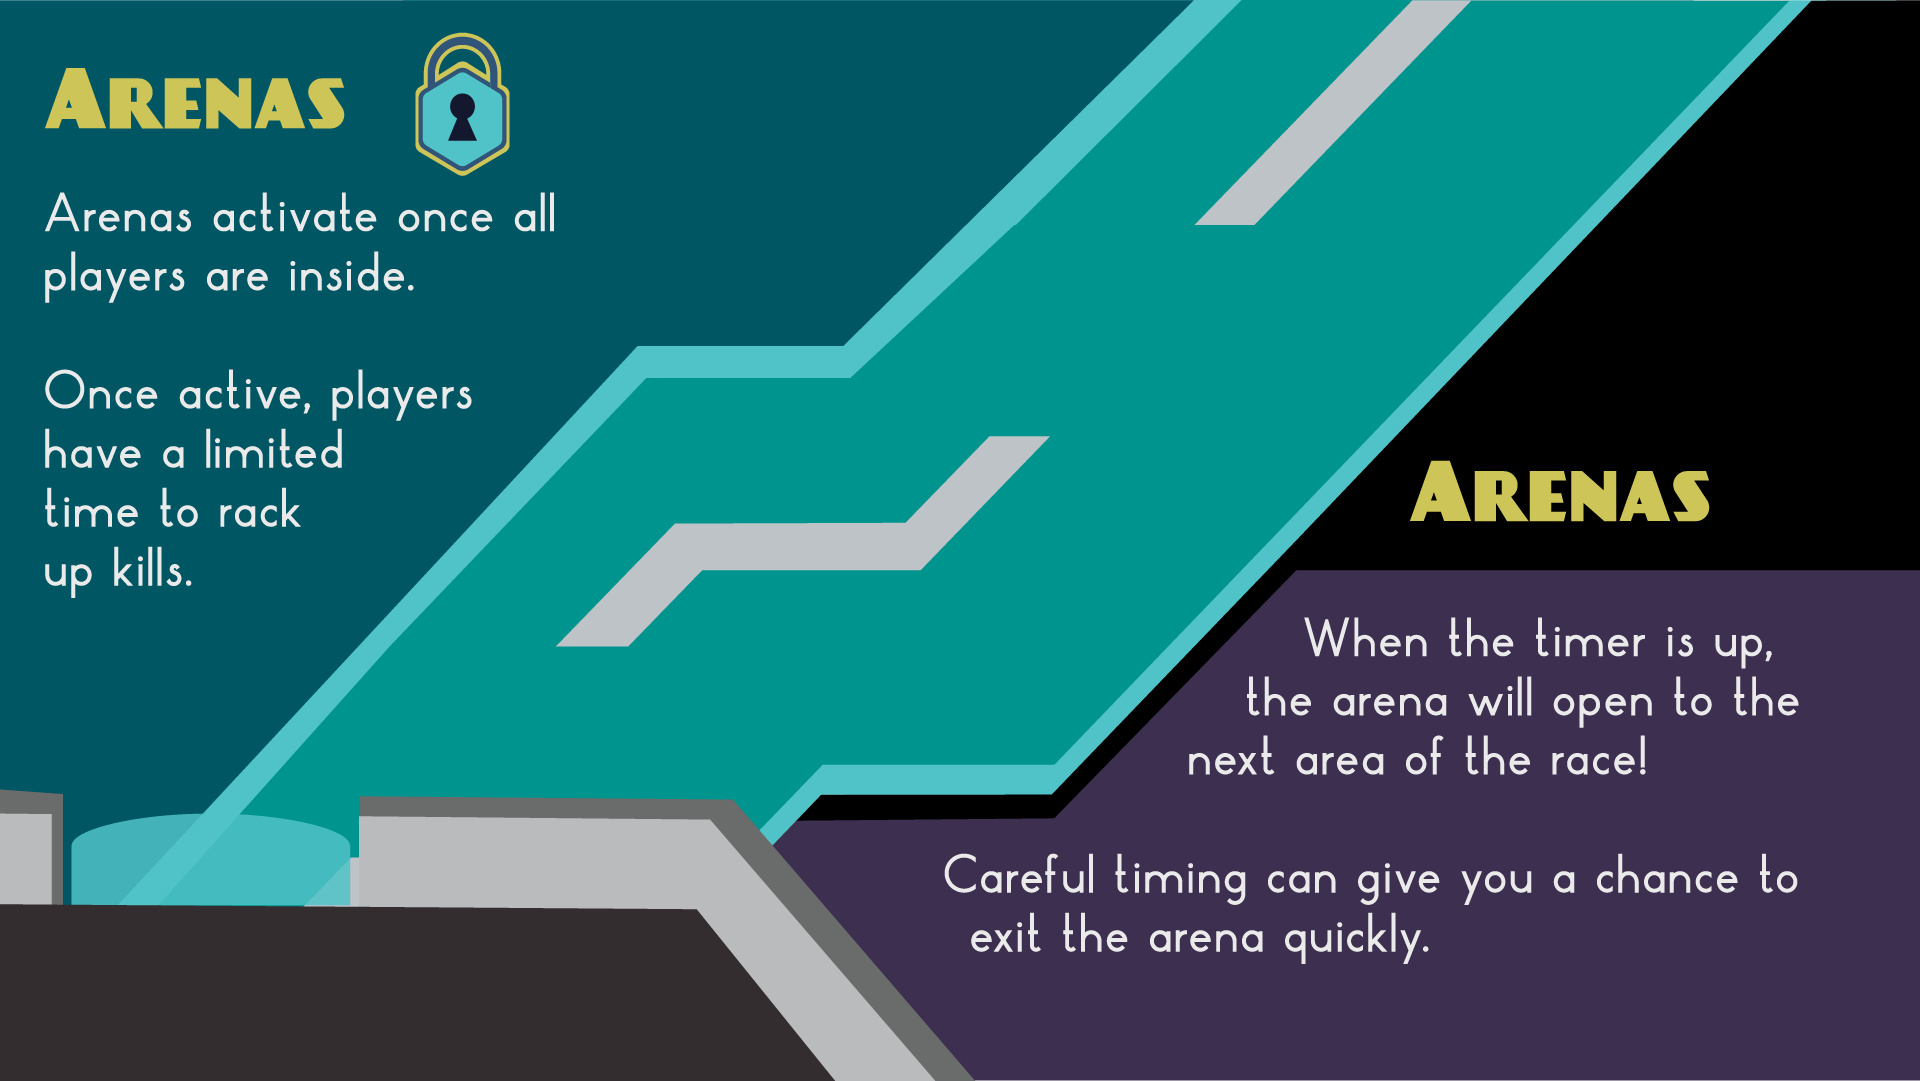 Arenas
Arenas activate once all
players are inside.
Once active, players
have a limited
time to rack
up kills.
Arenas
When the timer is up,
the arena will open to the
next area of the race!
Careful timing can give you a chance to
exit the arena quickly.